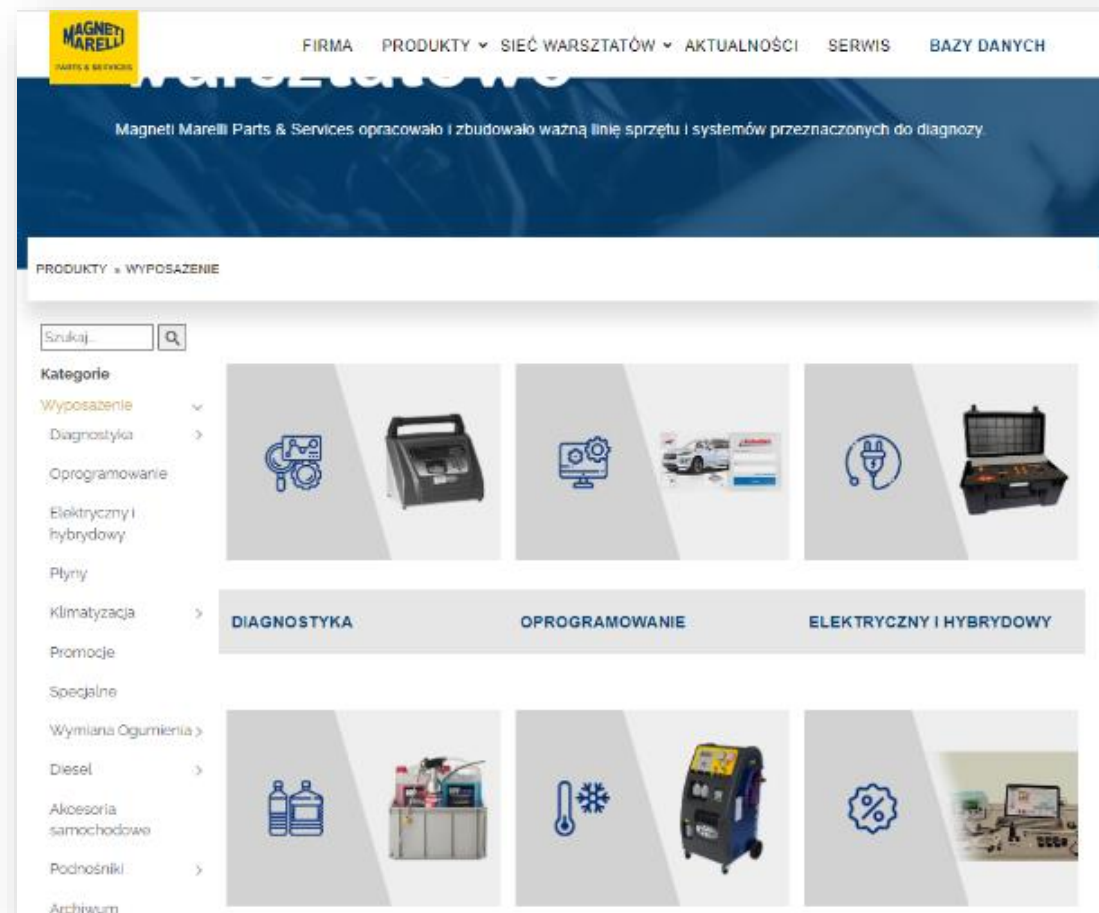 MAGNETI
MARELLI
PARTS & SERVICES
FIRMA PRODUKTY SIEĆ WARSZTATÓW AKTUALNOŚCI SERWIS BAZY DANYCH
warsztatowe
Magneti Marelli Parts & Services opracowało i zbudowało ważną linię sprzętu i systemów przeznaczonych do diagnozy.
PRODUKTY » WYPOSAŻENIE
Szukaj...
Kategorie
Wyposażenie
Diagnostyka
Oprogramowanie
Elektryczny i
hybrydowy
Płyny
Klimatyzacja
Promocje
Specjalne
Wymiana Ogumienia
Diesel
Akcesoria
samochodowe
Podnośniki
Archiwum
DIAGNOSTYKA OPROGRAMOWANIE ELEKTRYCZNY I HYBRYDOWY